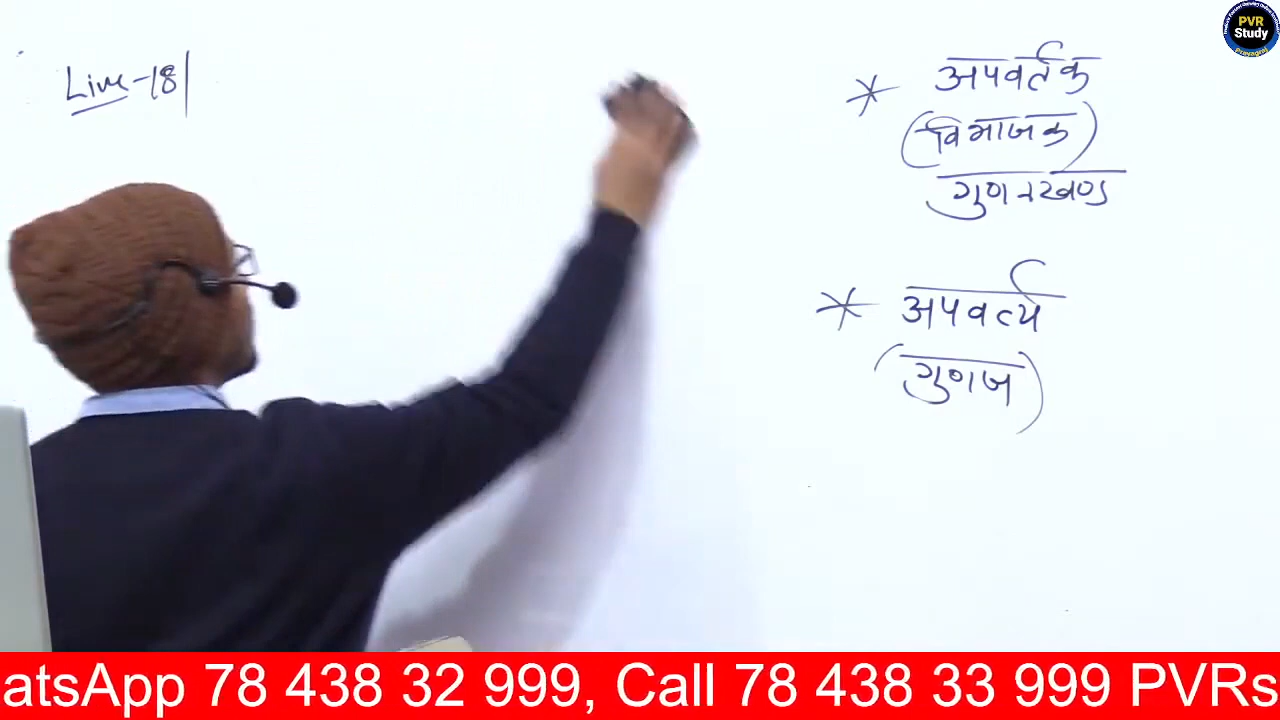 Live-18
* अपवर्तक
(विभाजक)
गुणनखण्ड
* अपवर्त्य
(गुणज)
PVR
Study
Prayagraj
atsApp 78 438 32 999, Call 78 438 33 999 PVRs